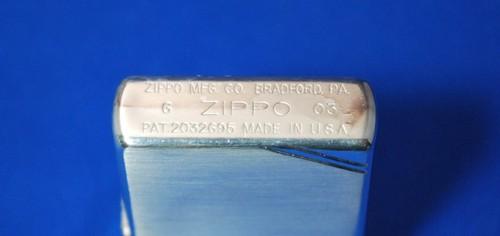 ZIPPO MFG. CO. BRADFORD, PA.
6 ZIPPO 03
PAT. 2032695 MADE IN U.S.A